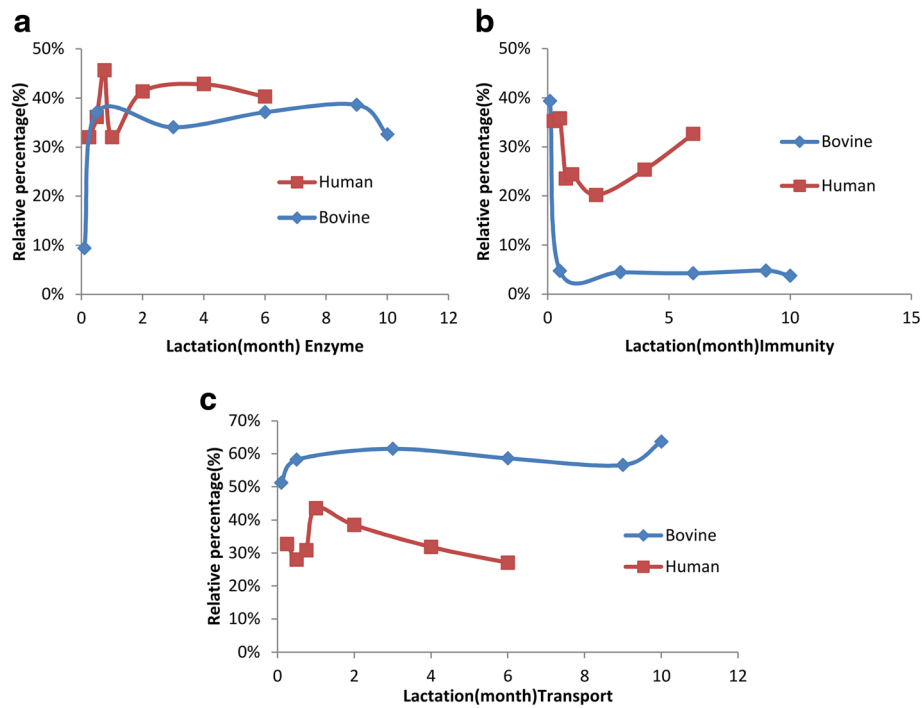 a
50%
40%
30%
20%
10%
0%
Relative percentage(%)
Human
Bovine
0 2 4 6 8 10 12
Lactation(month) Enzyme
b
50%
40%
30%
20%
10%
0%
Relative percentage(%)
Bovine
Human
0 5 10 15
Lactation(month)Immunity
c
70%
60%
50%
40%
30%
20%
10%
0%
Relative percentage(%)
Bovine
Human
0 2 4 6 8 10 12
Lactation(month)Transport